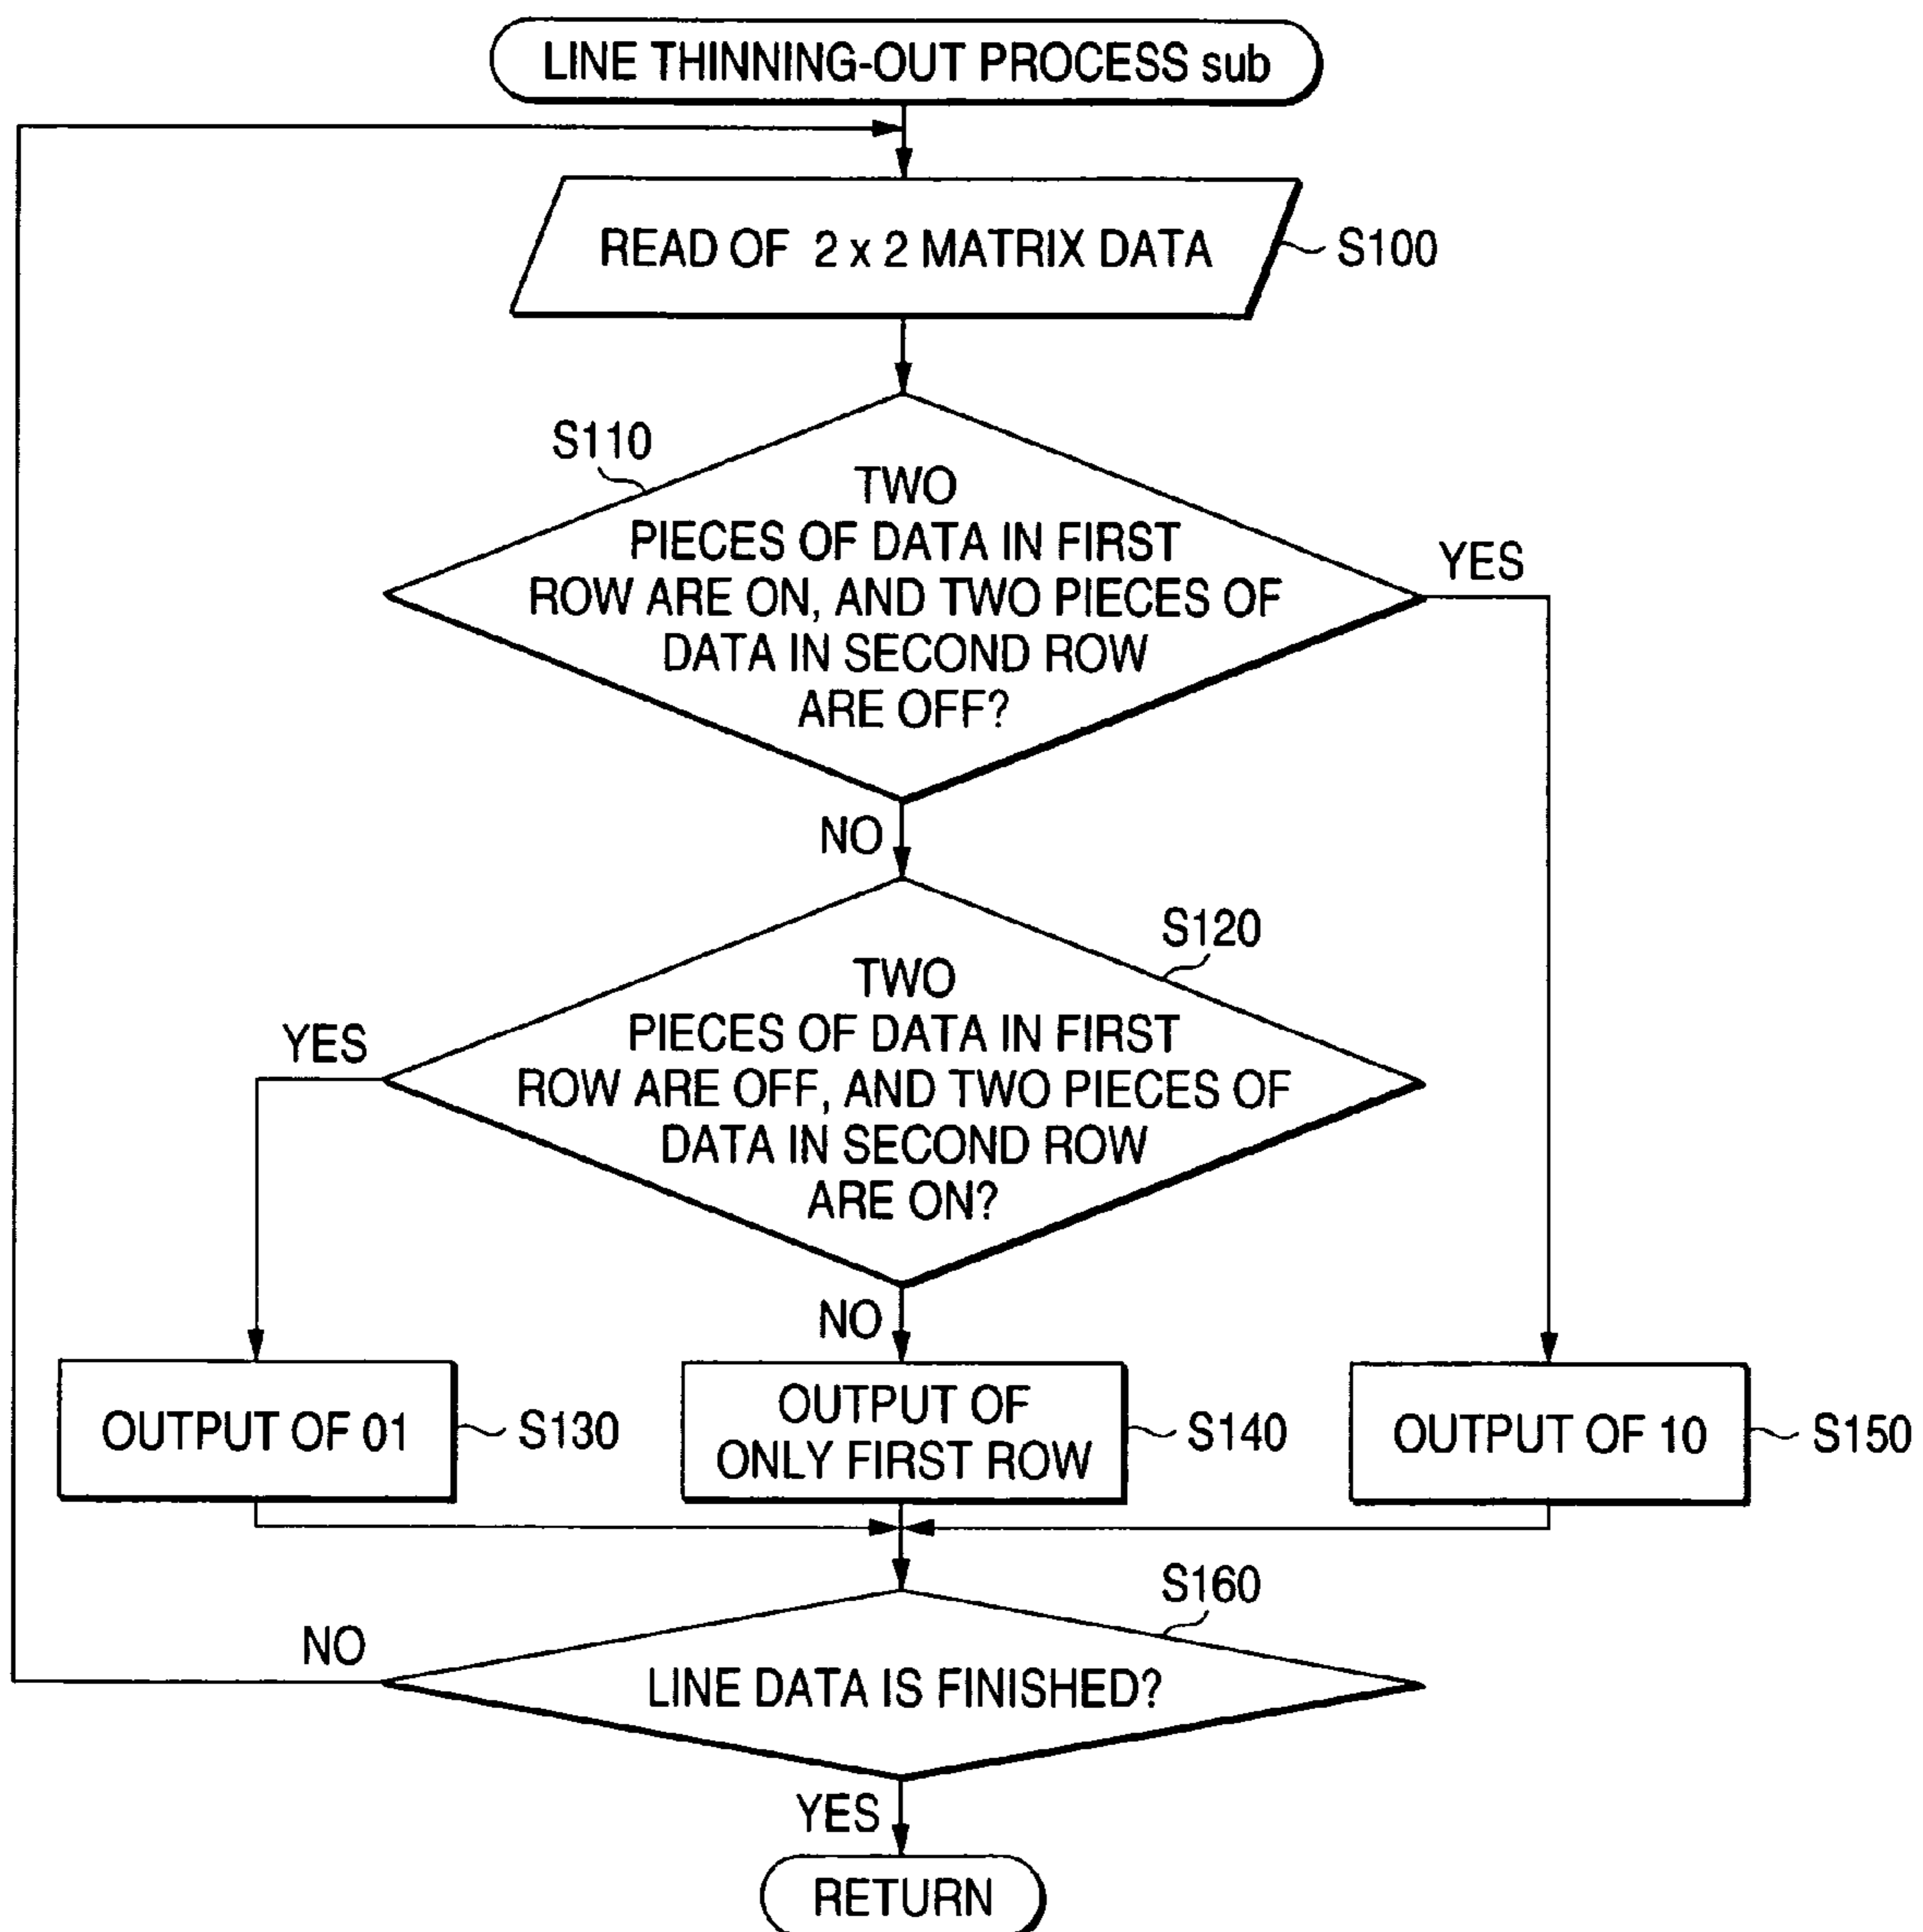 LINE THINNING-OUT PROCESS sub
READ OF 2 x 2 MATRIX DATA
S100
S110
TWO
PIECES OF DATA IN FIRST
ROW ARE ON, AND TWO PIECES OF
DATA IN SECOND ROW
ARE OFF?
YES
NO
S120
TWO
PIECES OF DATA IN FIRST
ROW ARE OFF, AND TWO PIECES OF
DATA IN SECOND ROW
ARE ON?
YES
NO
OUTPUT OF 01
S130
OUTPUT OF
ONLY FIRST ROW
S140
OUTPUT OF 10
S150
S160
NO
LINE DATA IS FINISHED?
YES
RETURN